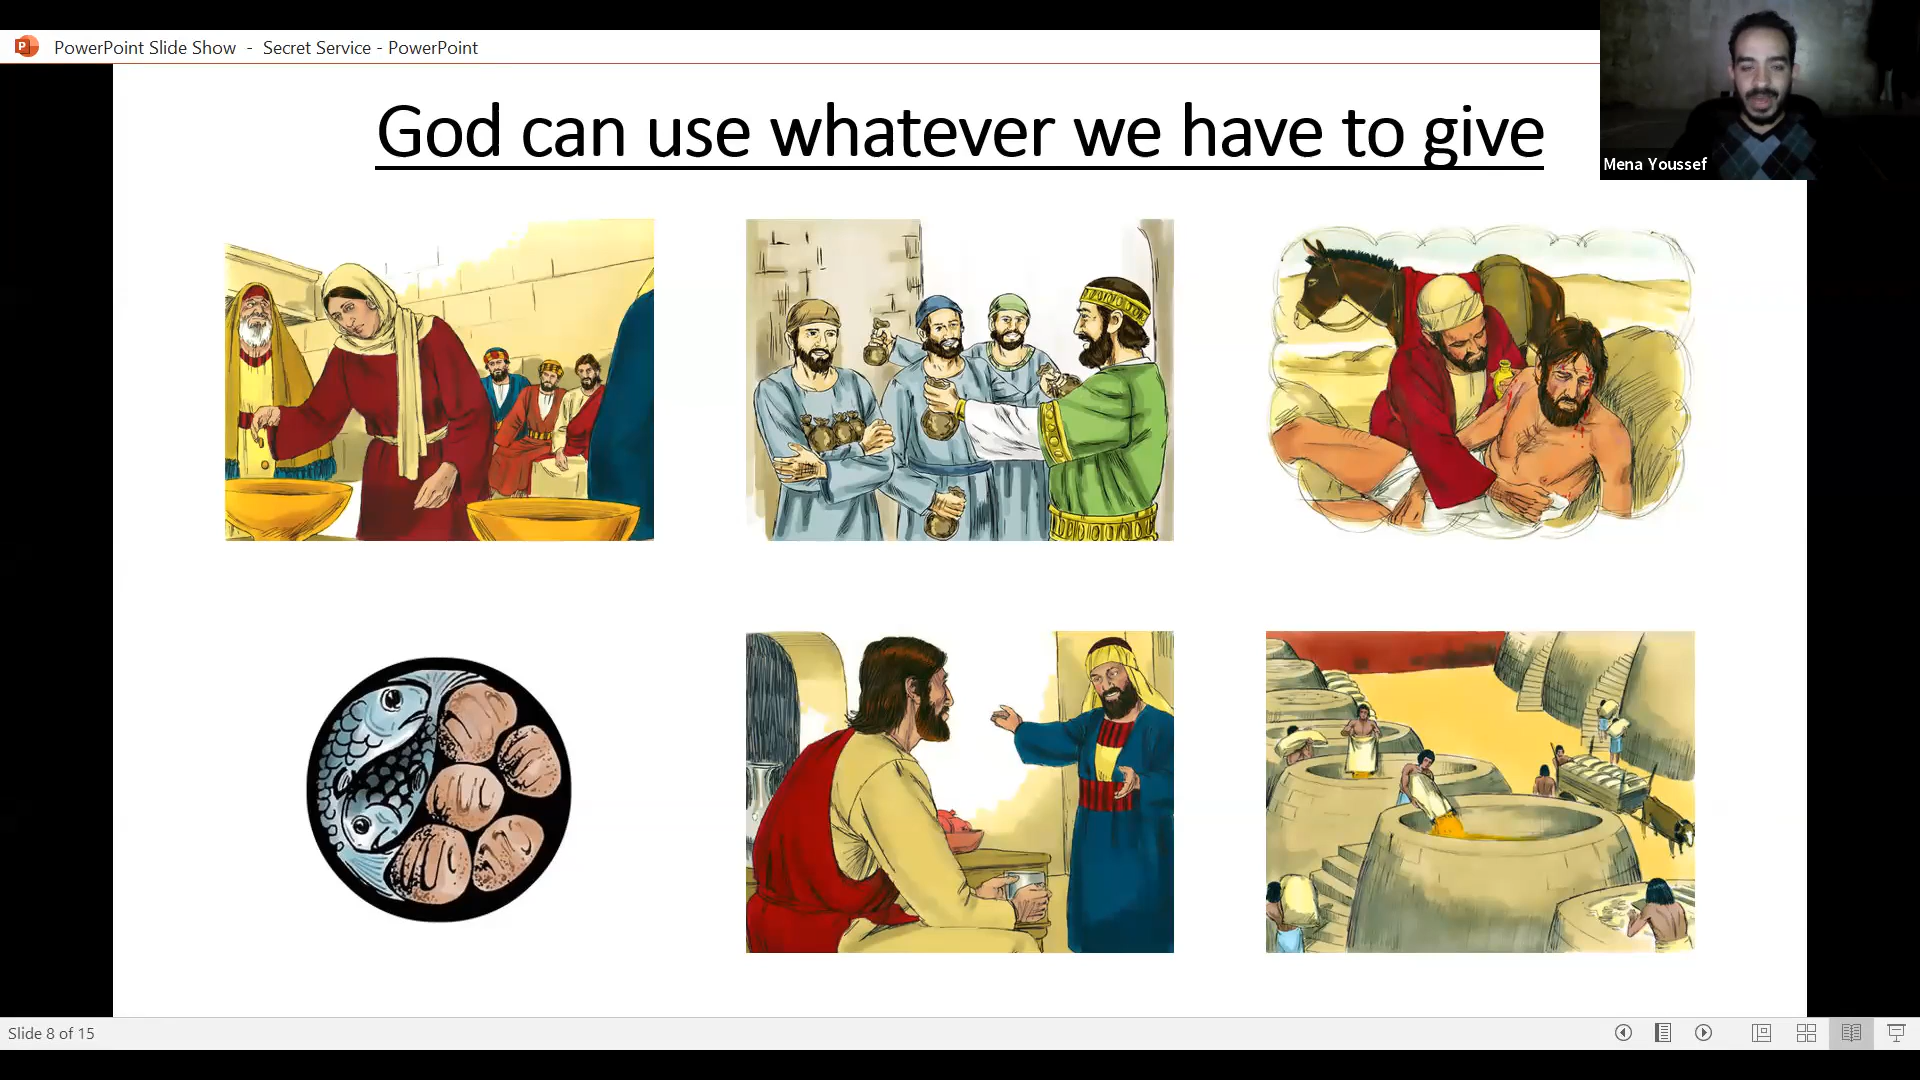 PowerPoint Slide Show - Secret Service - PowerPoint
God can use whatever we have to give
Mena Youssef
Slide 8 of 15